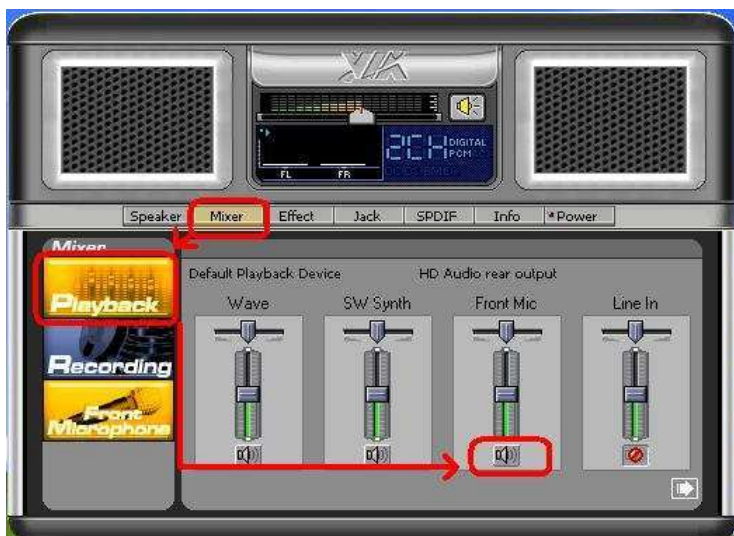 VIA
2CH DIGITAL PCM
FL FR
Speaker Mixer Effect Jack SPDIF Info *Power
Mixer
Playback
Recording
Front Microphone
Default Playback Device HD Audio rear output
Wave SW Synth Front Mic Line In